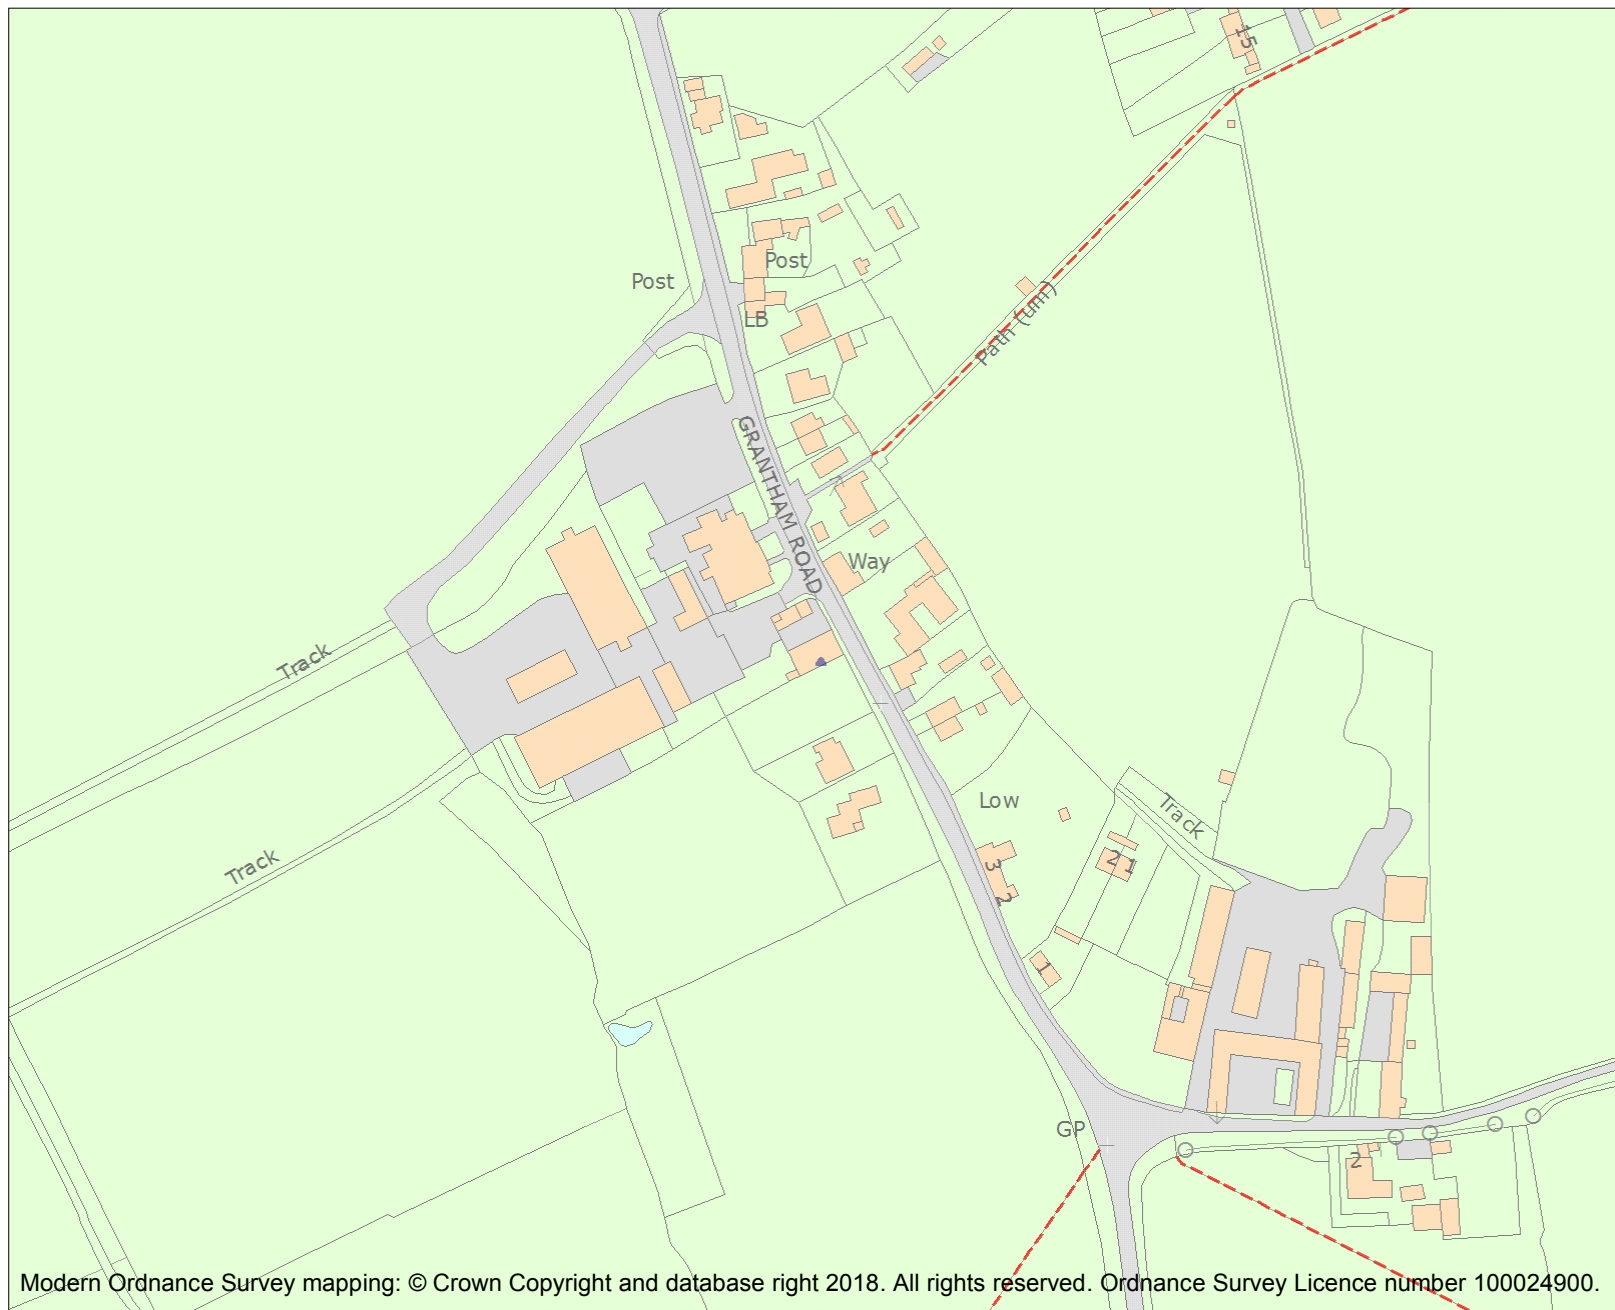 15
Post
Post
LB
Path (um)
GRANTHAM ROAD
Way
Track
Low
Track
Track
3
2 1
2
1
GP
2
Modern Ordnance Survey mapping: © Crown Copyright and database right 2018. All rights reserved. Ordnance Survey Licence number 100024900.